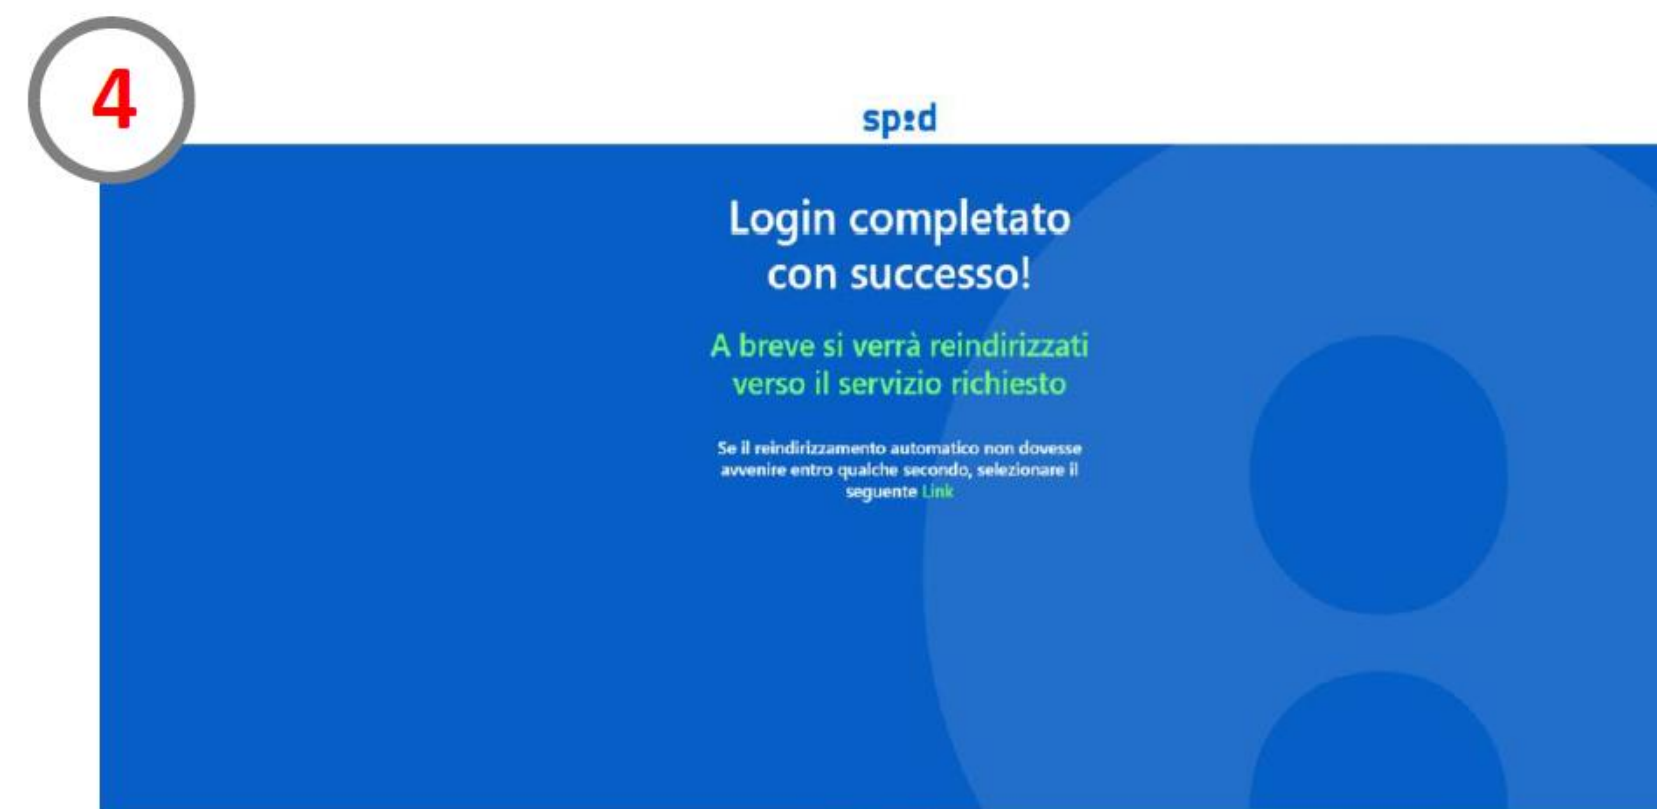 4
spid
Login completato
con successo!
A breve si verrà reindirizzati
verso il servizio richiesto
Se il reindirizzamento automatico non dovesse
avvenire entro qualche secondo, selezionare il
seguente Link